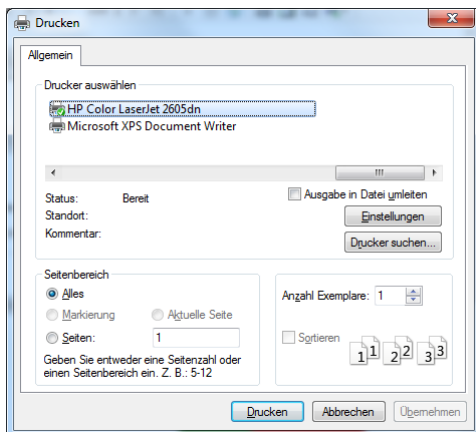 Drucken
Allgemein
Drucker auswählen
HP Color LaserJet 2605dn
Microsoft XPS Document Writer
Status: Bereit
Ausgabe in Datei umleiten
Standort:
Einstellungen
Kommentar:
Drucker suchen...
Seitenbereich
Alles
Markierung
Aktuelle Seite
Seiten: 1
Geben Sie entweder eine Seitenzahl oder
einen Seitenbereich ein. Z. B.: 5-12
Anzahl Exemplare: 1
Sortieren
1 1 2 2 3 3
Drucken Abbrechen Übernehmen